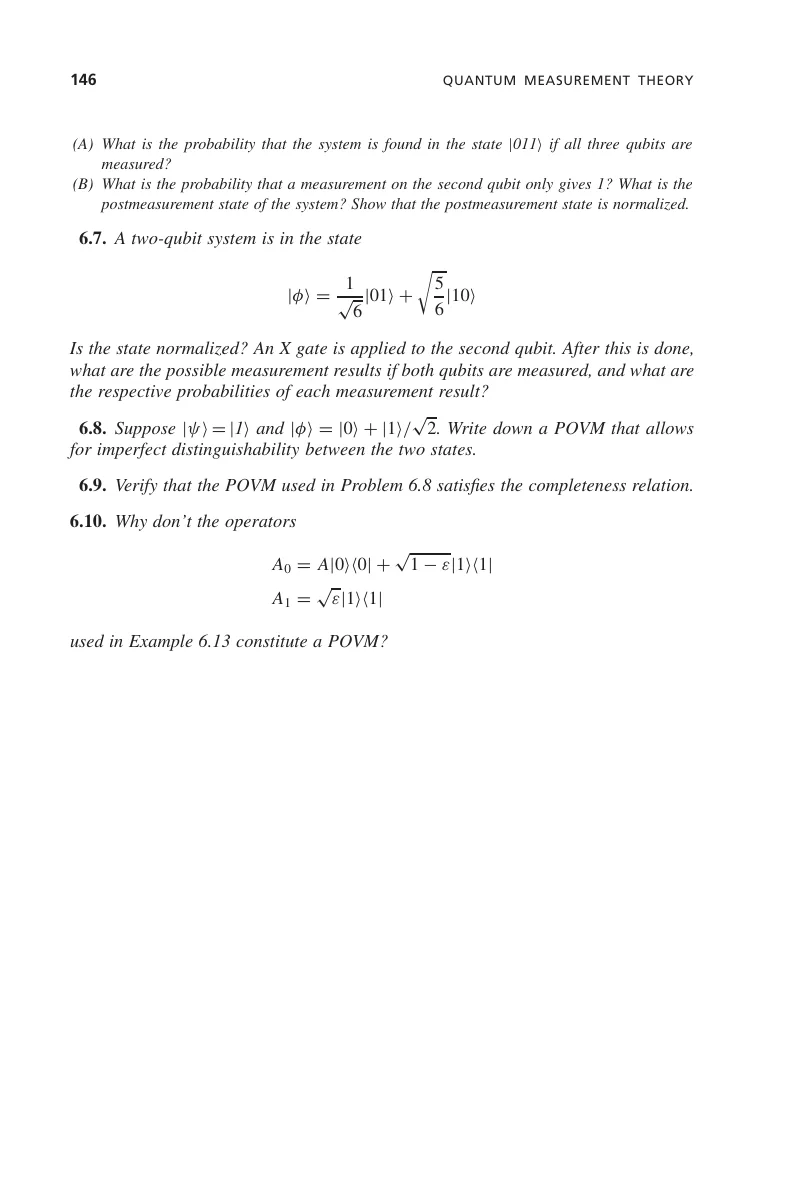 146 QUANTUM MEASUREMENT THEORY
(A) What is the probability that the system is found in the state |011⟩ if all three qubits are
measured?
(B) What is the probability that a measurement on the second qubit only gives 1? What is the
postmeasurement state of the system? Show that the postmeasurement state is normalized.
6.7. A two-qubit system is in the state
|ϕ⟩ = 1/√6|01⟩ + √(5/6)|10⟩
Is the state normalized? An X gate is applied to the second qubit. After this is done,
what are the possible measurement results if both qubits are measured, and what are
the respective probabilities of each measurement result?
6.8. Suppose |ψ⟩ = |1⟩ and |ϕ⟩ = |0⟩ + |1⟩/√2. Write down a POVM that allows
for imperfect distinguishability between the two states.
6.9. Verify that the POVM used in Problem 6.8 satisfies the completeness relation.
6.10. Why don't the operators
A₀ = A|0⟩⟨0| + √(1 − ε)|1⟩⟨1|
A₁ = √ε|1⟩⟨1|
used in Example 6.13 constitute a POVM?